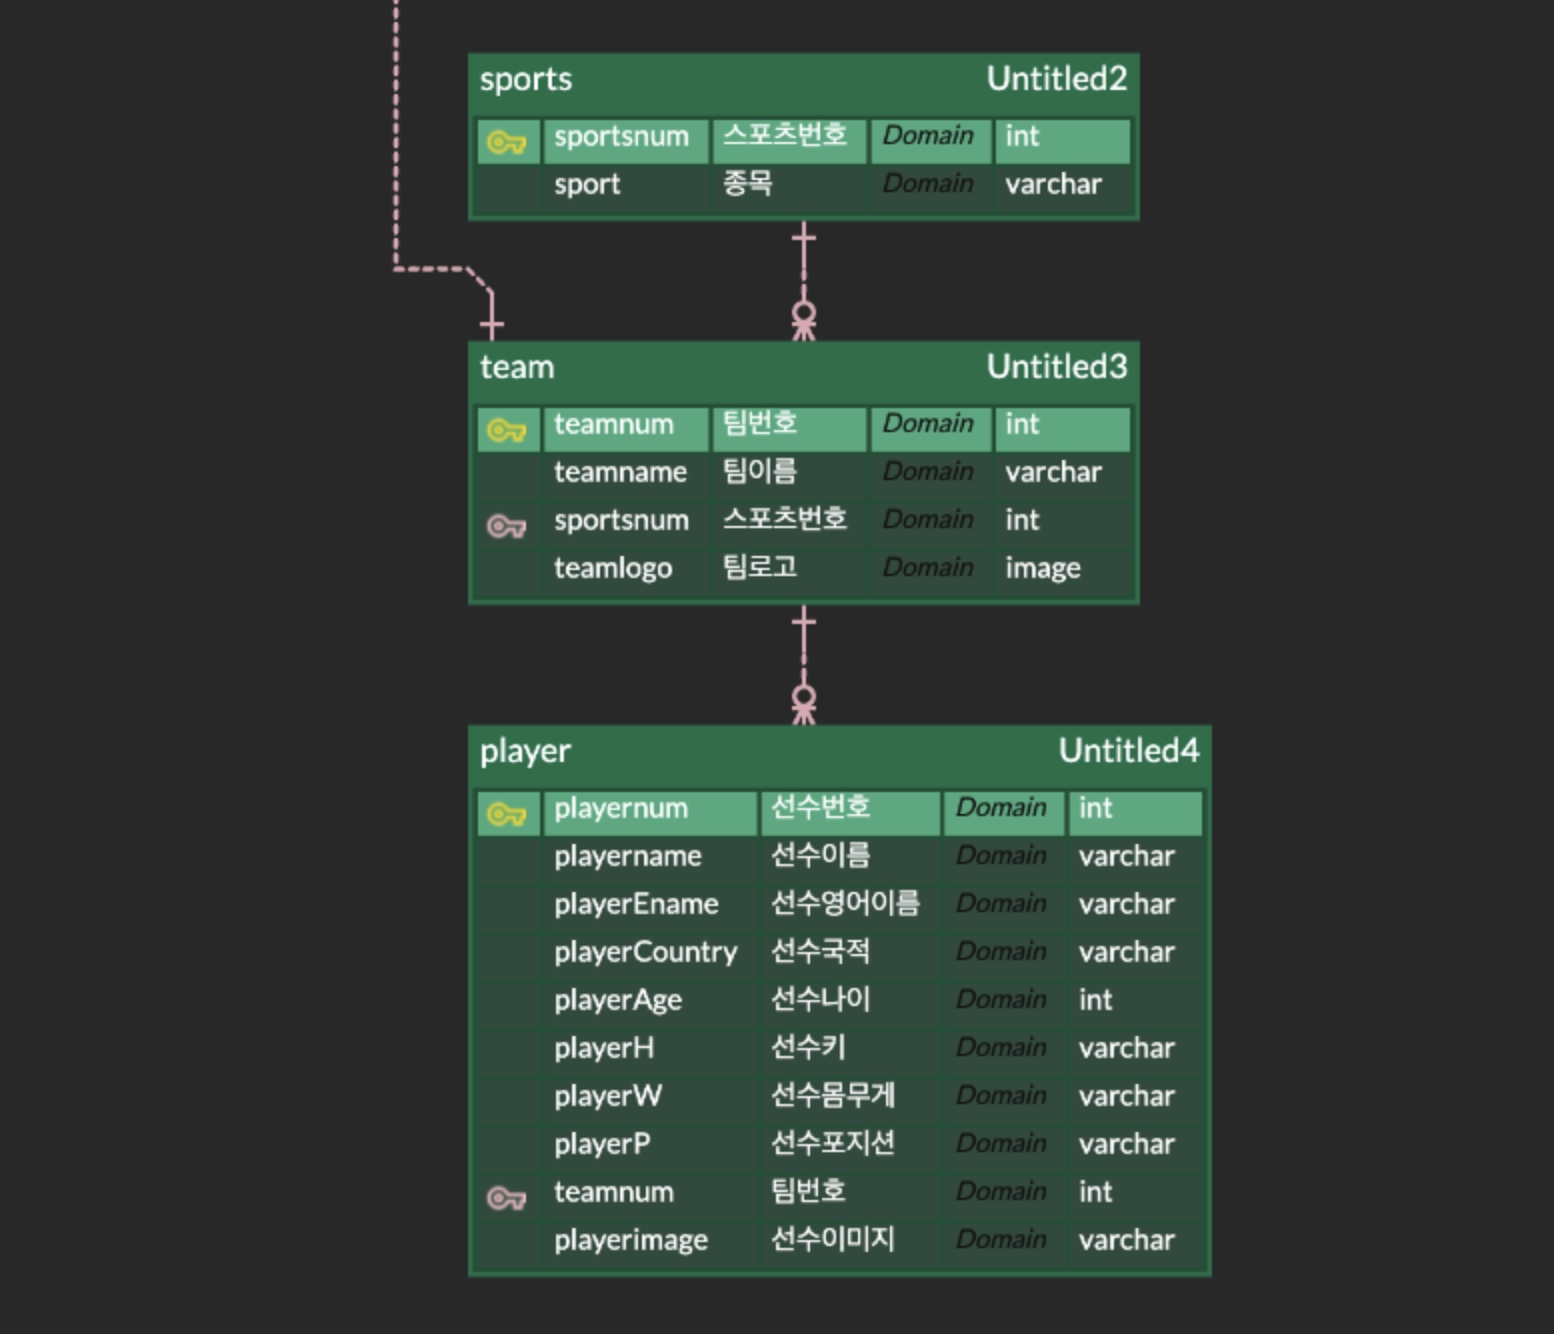 sports Untitled2
sportsnum 스포츠번호 Domain int
sport 종목 Domain varchar
team Untitled3
teamnum 팀번호 Domain int
teamname 팀이름 Domain varchar
sportsnum 스포츠번호 Domain int
teamlogo 팀로고 Domain image
player Untitled4
playernum 선수번호 Domain int
playername 선수이름 Domain varchar
playerEname 선수영어이름 Domain varchar
playerCountry 선수국적 Domain varchar
playerAge 선수나이 Domain int
playerH 선수키 Domain varchar
playerW 선수몸무게 Domain varchar
playerP 선수포지션 Domain varchar
teamnum 팀번호 Domain int
playerimage 선수이미지 Domain varchar